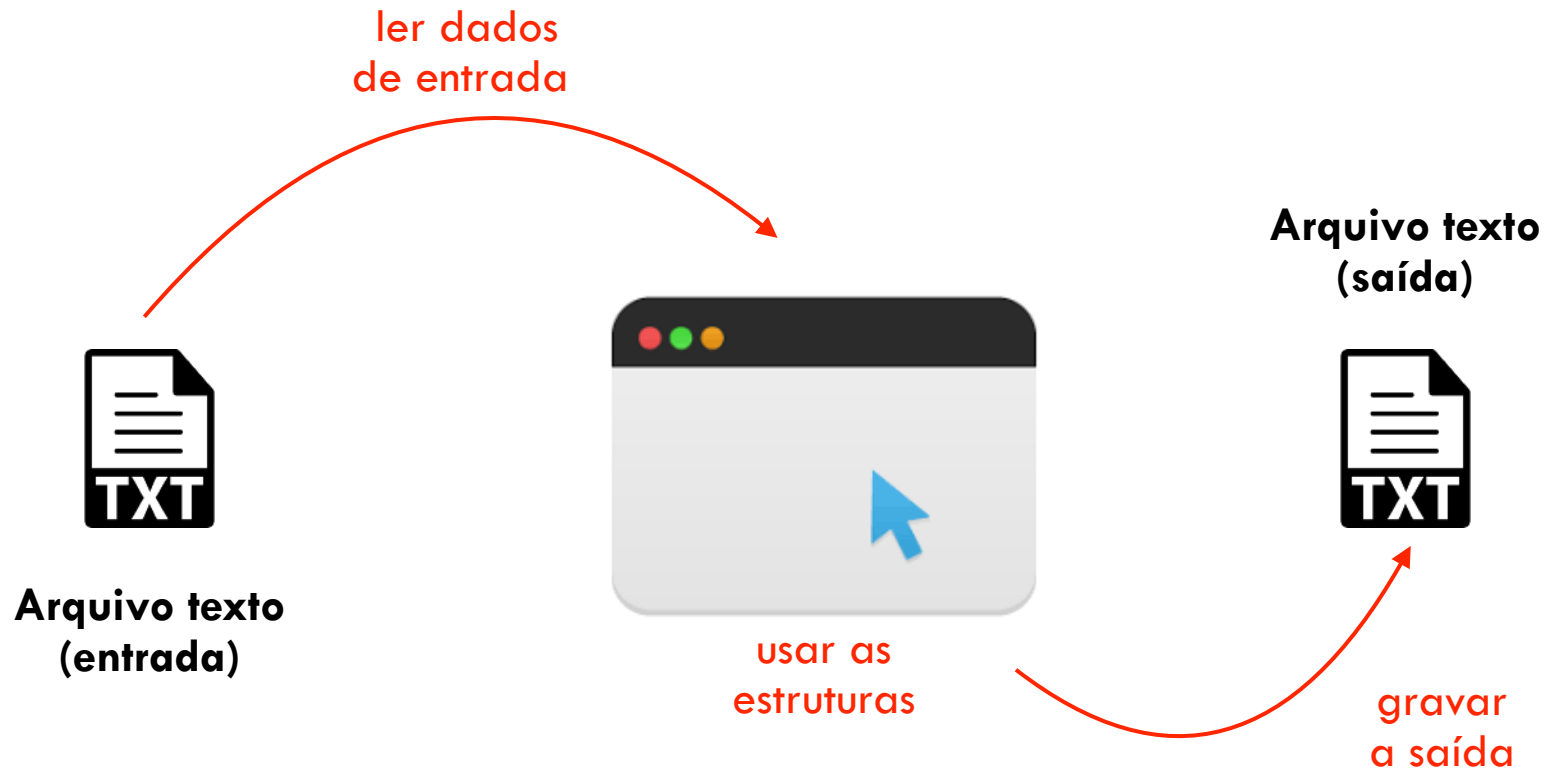 ler dados
de entrada
TXT
Arquivo texto
(entrada)
usar as
estruturas
Arquivo texto
(saída)
TXT
gravar
a saída